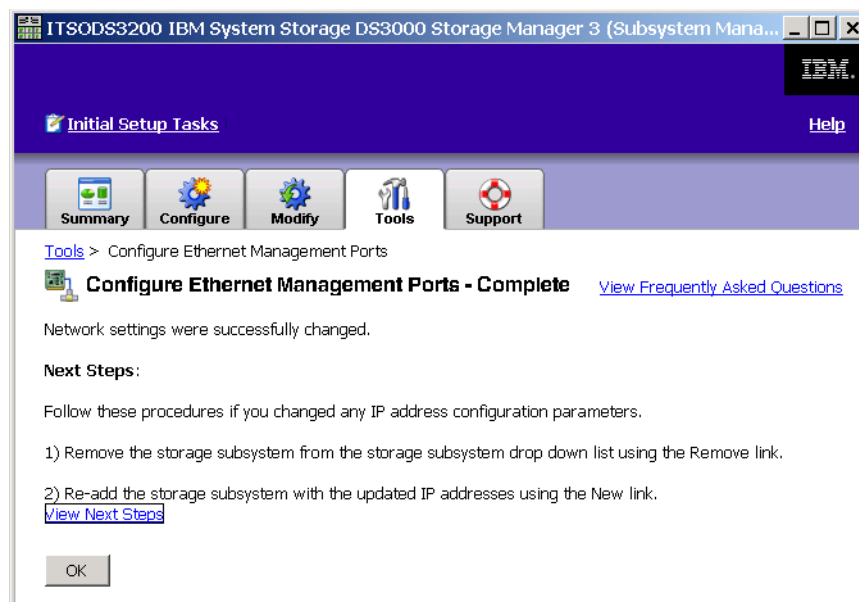 ITSODS3200 IBM System Storage DS3000 Storage Manager 3 (Subsystem Mana...
IBM.
Initial Setup Tasks
Help
Summary
Configure
Modify
Tools
Support
Tools > Configure Ethernet Management Ports
Configure Ethernet Management Ports - Complete
View Frequently Asked Questions
Network settings were successfully changed.
Next Steps:
Follow these procedures if you changed any IP address configuration parameters.
1) Remove the storage subsystem from the storage subsystem drop down list using the Remove link.
2) Re-add the storage subsystem with the updated IP addresses using the New link.
View Next Steps
OK